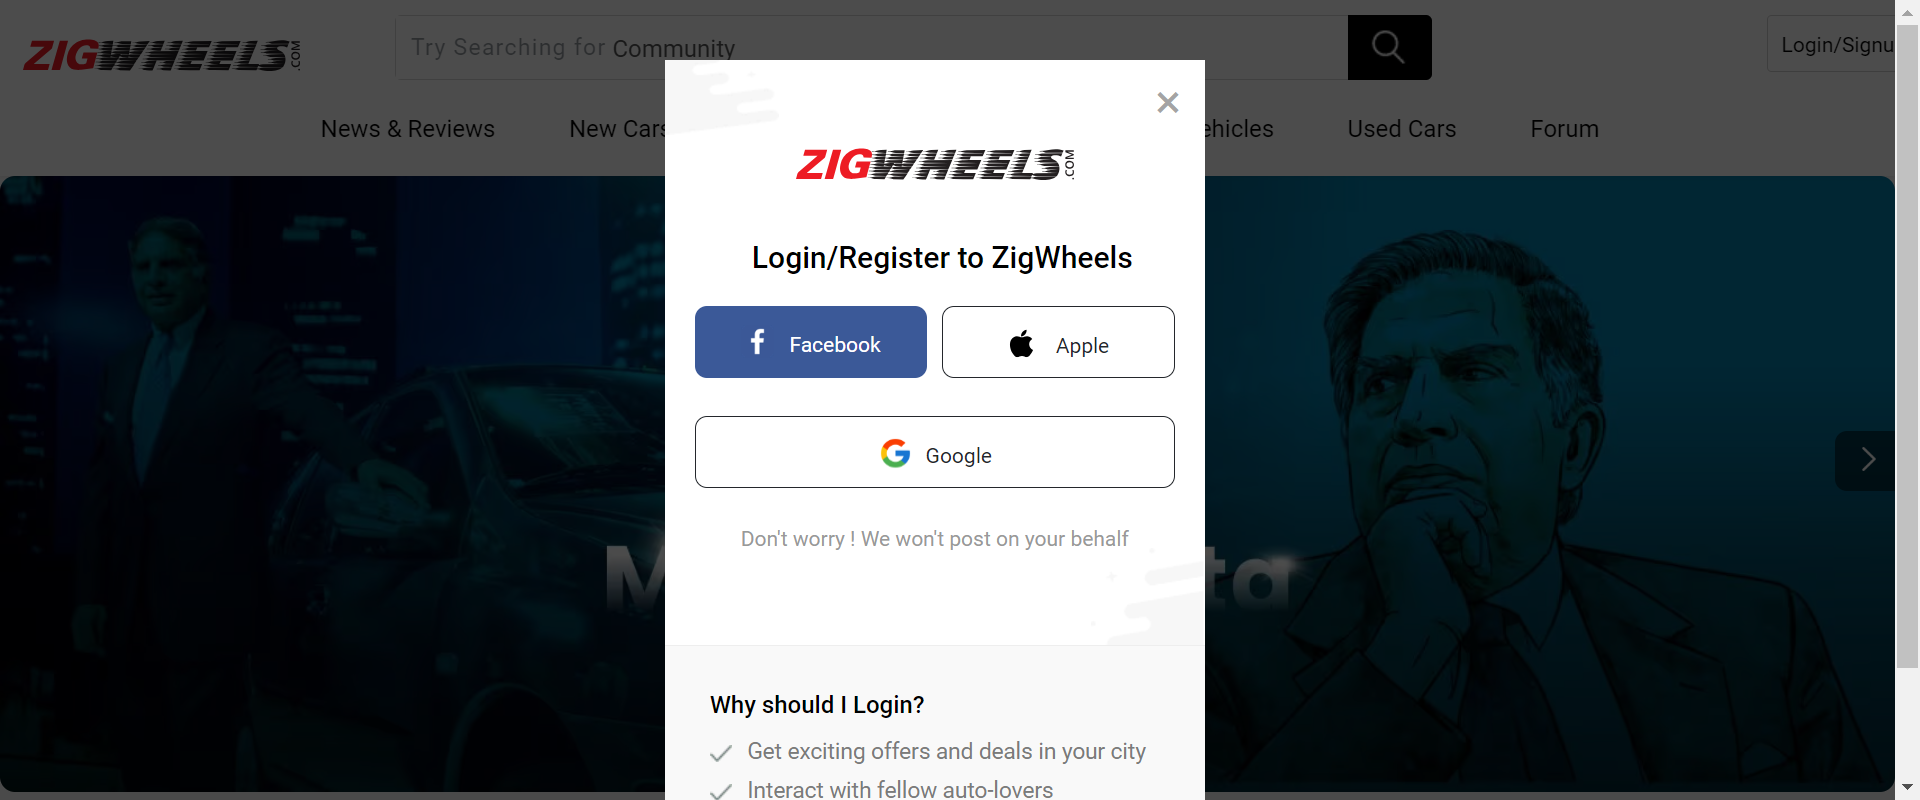 ZIGWHEELS.COM
Try Searching for Community
Login/Signu
News & Reviews
New Cars
ehicles
Used Cars
Forum
ZIGWHEELS.COM
Login/Register to ZigWheels
Facebook
Apple
Google
Don't worry ! We won't post on your behalf
M
ta
Why should I Login?
Get exciting offers and deals in your city
Interact with fellow auto-lovers